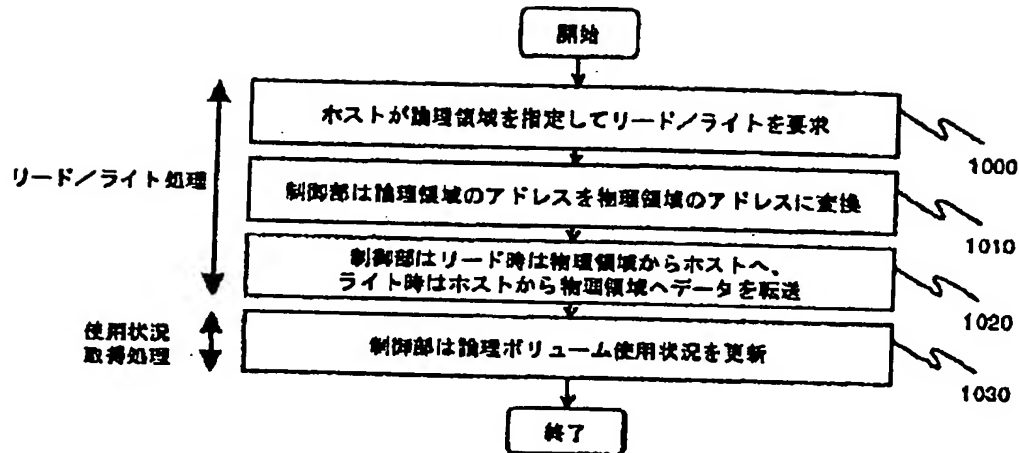 開始
ホストが論理領域を指定してリード／ライトを要求
1000
リード／ライト処理
制御部は論理領域のアドレスを物理領域のアドレスに変換
1010
制御部はリード時は物理領域からホストへ、
ライト時はホストから物理領域へデータを転送
1020
使用状況
取得処理
制御部は論理ボリューム使用状況を更新
1030
終了